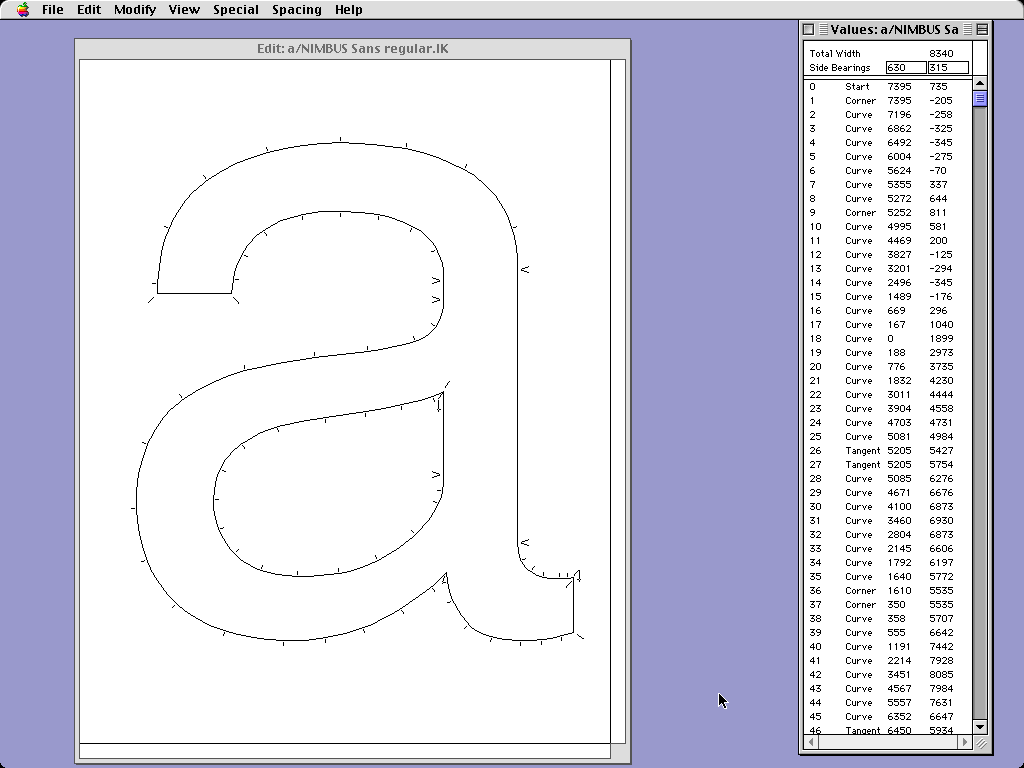 File Edit Modify View Special Spacing Help
Edit: a/NIMBUS Sans regular.IK
Values: a/NIMBUS Sa
Total Width 8340
Side Bearings 630 315
0 Start 7395 735
1 Corner 7395 -205
2 Curve 7196 -258
3 Curve 6862 -325
4 Curve 6492 -345
5 Curve 6004 -275
6 Curve 5624 -70
7 Curve 5355 337
8 Curve 5272 644
9 Corner 5252 811
10 Curve 4995 581
11 Curve 4469 200
12 Curve 3827 -125
13 Curve 3201 -294
14 Curve 2496 -345
15 Curve 1489 -176
16 Curve 669 296
17 Curve 167 1040
18 Curve 0 1899
19 Curve 188 2973
20 Curve 776 3735
21 Curve 1832 4230
22 Curve 3011 4444
23 Curve 3904 4558
24 Curve 4703 4731
25 Curve 5081 4984
26 Tangent 5205 5427
27 Tangent 5205 5754
28 Curve 5085 6276
29 Curve 4671 6676
30 Curve 4100 6873
31 Curve 3460 6930
32 Curve 2804 6873
33 Curve 2145 6606
34 Curve 1792 6197
35 Curve 1640 5772
36 Corner 1610 5535
37 Corner 350 5535
38 Curve 358 5707
39 Curve 555 6642
40 Curve 1191 7442
41 Curve 2214 7928
42 Curve 3451 8085
43 Curve 4567 7984
44 Curve 5557 7631
45 Curve 6352 6647
46 Tangent 6450 5934